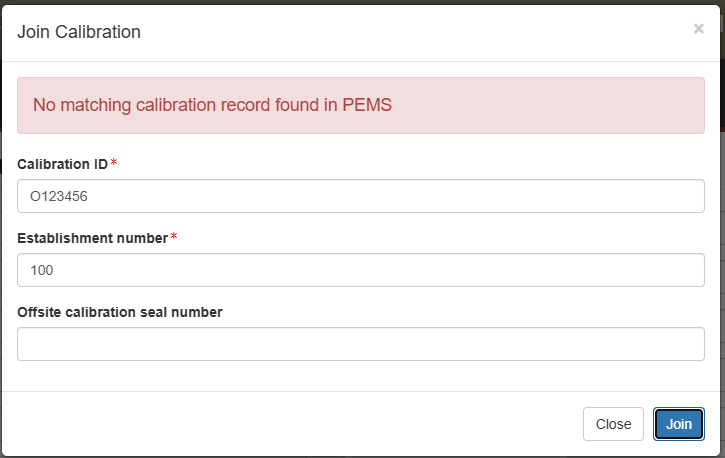 Join Calibration
×
No matching calibration record found in PEMS
Calibration ID*
O123456
Establishment number*
100
Offsite calibration seal number
Close
Join